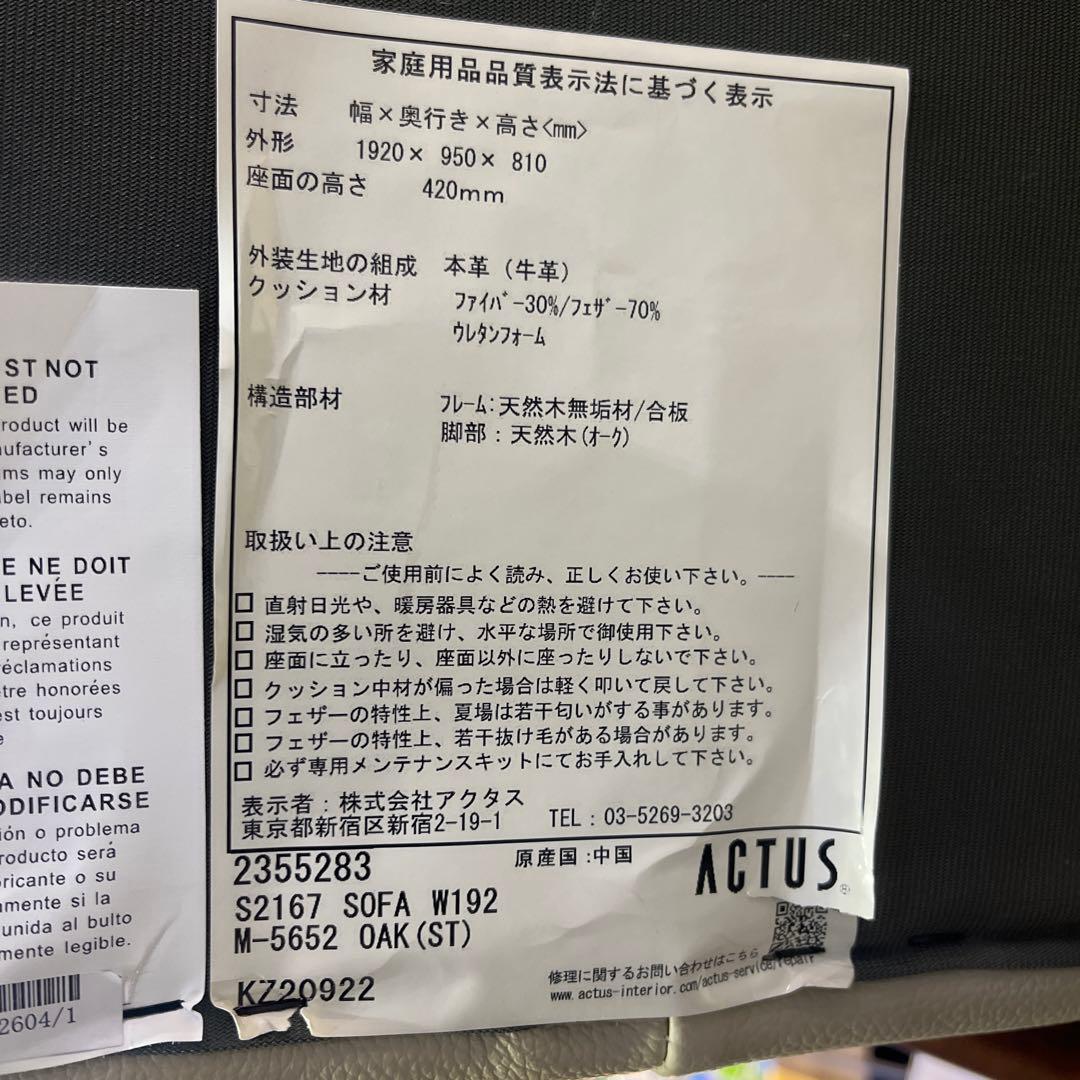 家庭用品品質表示法に基づく表示
寸法 幅×奥行き×高さ<mm>
外形 1920× 950× 810
座面の高さ 420mm
外装生地の組成 本革（牛革）
クッション材 ﾌｧｲﾊﾞｰ30%/ﾌｪｻﾞｰ70%
ｳﾚﾀﾝﾌｫｰﾑ
構造部材 ﾌﾚｰﾑ:天然木無垢材/合板
脚部：天然木(ｵｰｸ)
取扱い上の注意
----ご使用前によく読み、正しくお使い下さい。----
□ 直射日光や、暖房器具などの熱を避けて下さい。
□ 湿気の多い所を避け、水平な場所で御使用下さい。
□ 座面に立ったり、座面以外に座ったりしないで下さい。
□ クッション中材が偏った場合は軽く叩いて戻して下さい。
□ フェザーの特性上、夏場は若干匂いがする事があります。
□ フェザーの特性上、若干抜け毛がある場合があります。
□ 必ず専用メンテナンスキットにてお手入れして下さい。
表示者：株式会社アクタス
東京都新宿区新宿2-19-1 TEL：03-5269-3203
2355283 原産国:中国 ACTUS®
S2167 SOFA W192
M-5652 OAK(ST)
KZ20922
修理に関するお問い合わせはこちら
www.actus-interior.com/actus-service/repair
ST NOT
ED
roduct will be
nufacturer's
ms may only
abel remains
eto.
E NE DOIT
LEVÉE
n, ce produit
représentant
réclamations
tre honorées
est toujours
e
A NO DEBE
ODIFICARSE
ión o problema
roducto será
bricante o su
amente si la
unida al bulto
mente legible.
2604/1